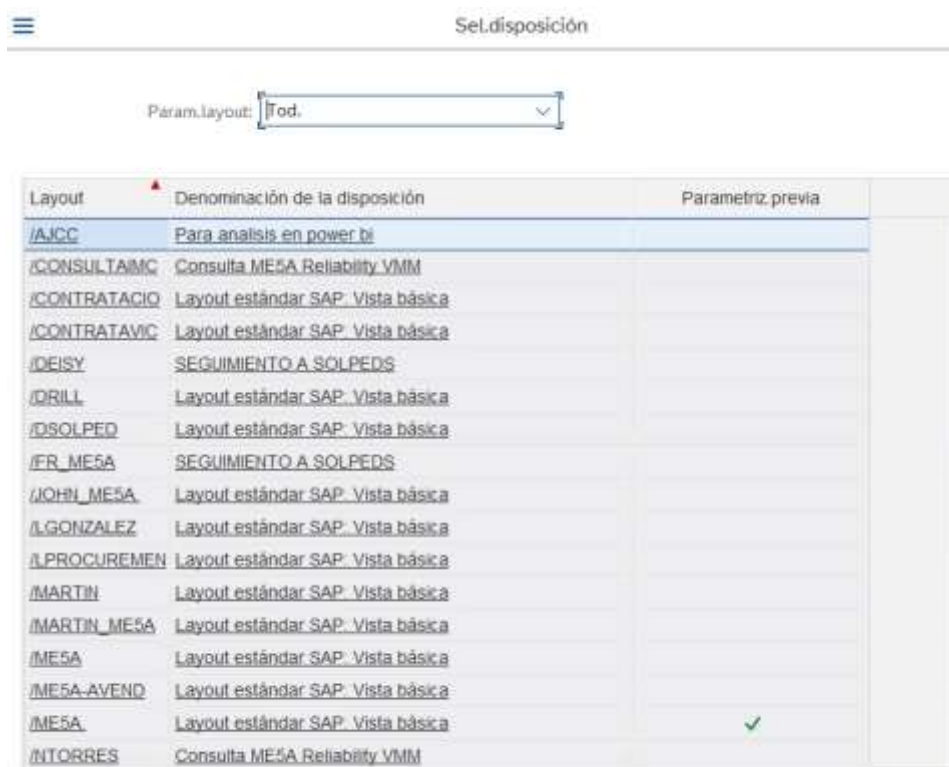 Sel.disposición
Param.layout: Tod.
Layout Denominación de la disposición Parametriz.previa
/AJCC Para analisis en power bi
/CONSULTAIMC Consulta ME5A Reliability VMM
/CONTRATACIO Layout estándar SAP: Vista básica
/CONTRATAVIC Layout estándar SAP: Vista básica
/DEISY SEGUIMIENTO A SOLPEDS
/DRILL Layout estándar SAP: Vista básica
/DSOLPED Layout estándar SAP: Vista básica
/FR_ME5A SEGUIMIENTO A SOLPEDS
/JOHN_ME5A. Layout estándar SAP: Vista básica
/LGONZALEZ Layout estándar SAP: Vista básica
/LPROCUREMEN Layout estándar SAP: Vista básica
/MARTIN Layout estándar SAP: Vista básica
/MARTIN_ME5A Layout estándar SAP: Vista básica
/ME5A Layout estándar SAP: Vista básica
/ME5A-AVEND Layout estándar SAP: Vista básica
/ME5A. Layout estándar SAP: Vista básica
/NTORRES Consulta ME5A Reliability VMM